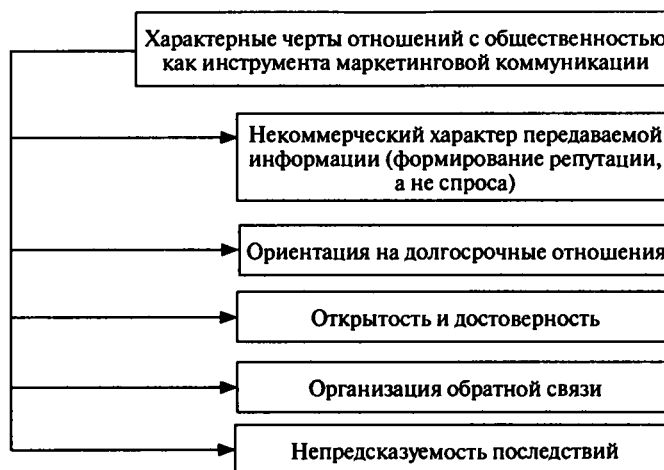 Характерные черты отношений с общественностью
как инструмента маркетинговой коммуникации
Некоммерческий характер передаваемой
информации (формирование репутации,
а не спроса)
Ориентация на долгосрочные отношения
Открытость и достоверность
Организация обратной связи
Непредсказуемость последствий